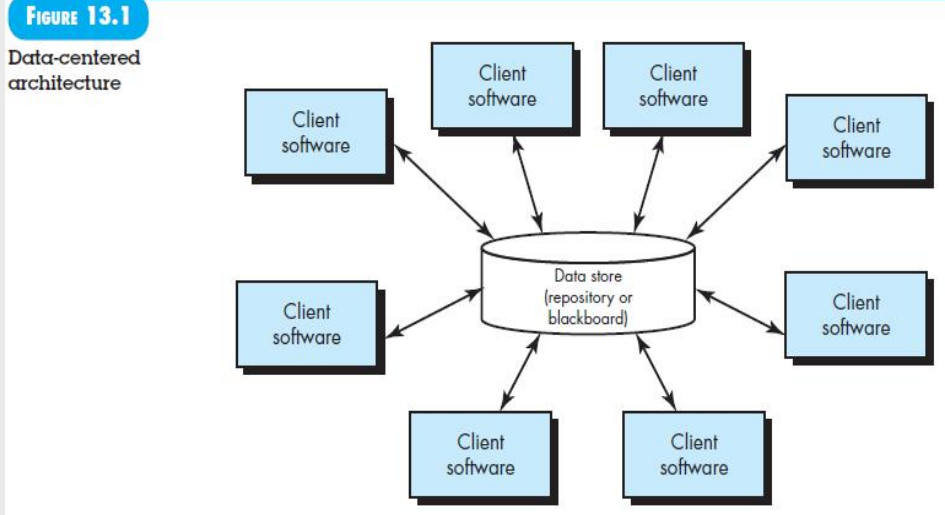 FIGURE 13.1
Data-centered
architecture
Client
software
Client
software
Client
software
Client
software
Data store
(repository or
blackboard)
Client
software
Client
software
Client
software
Client
software